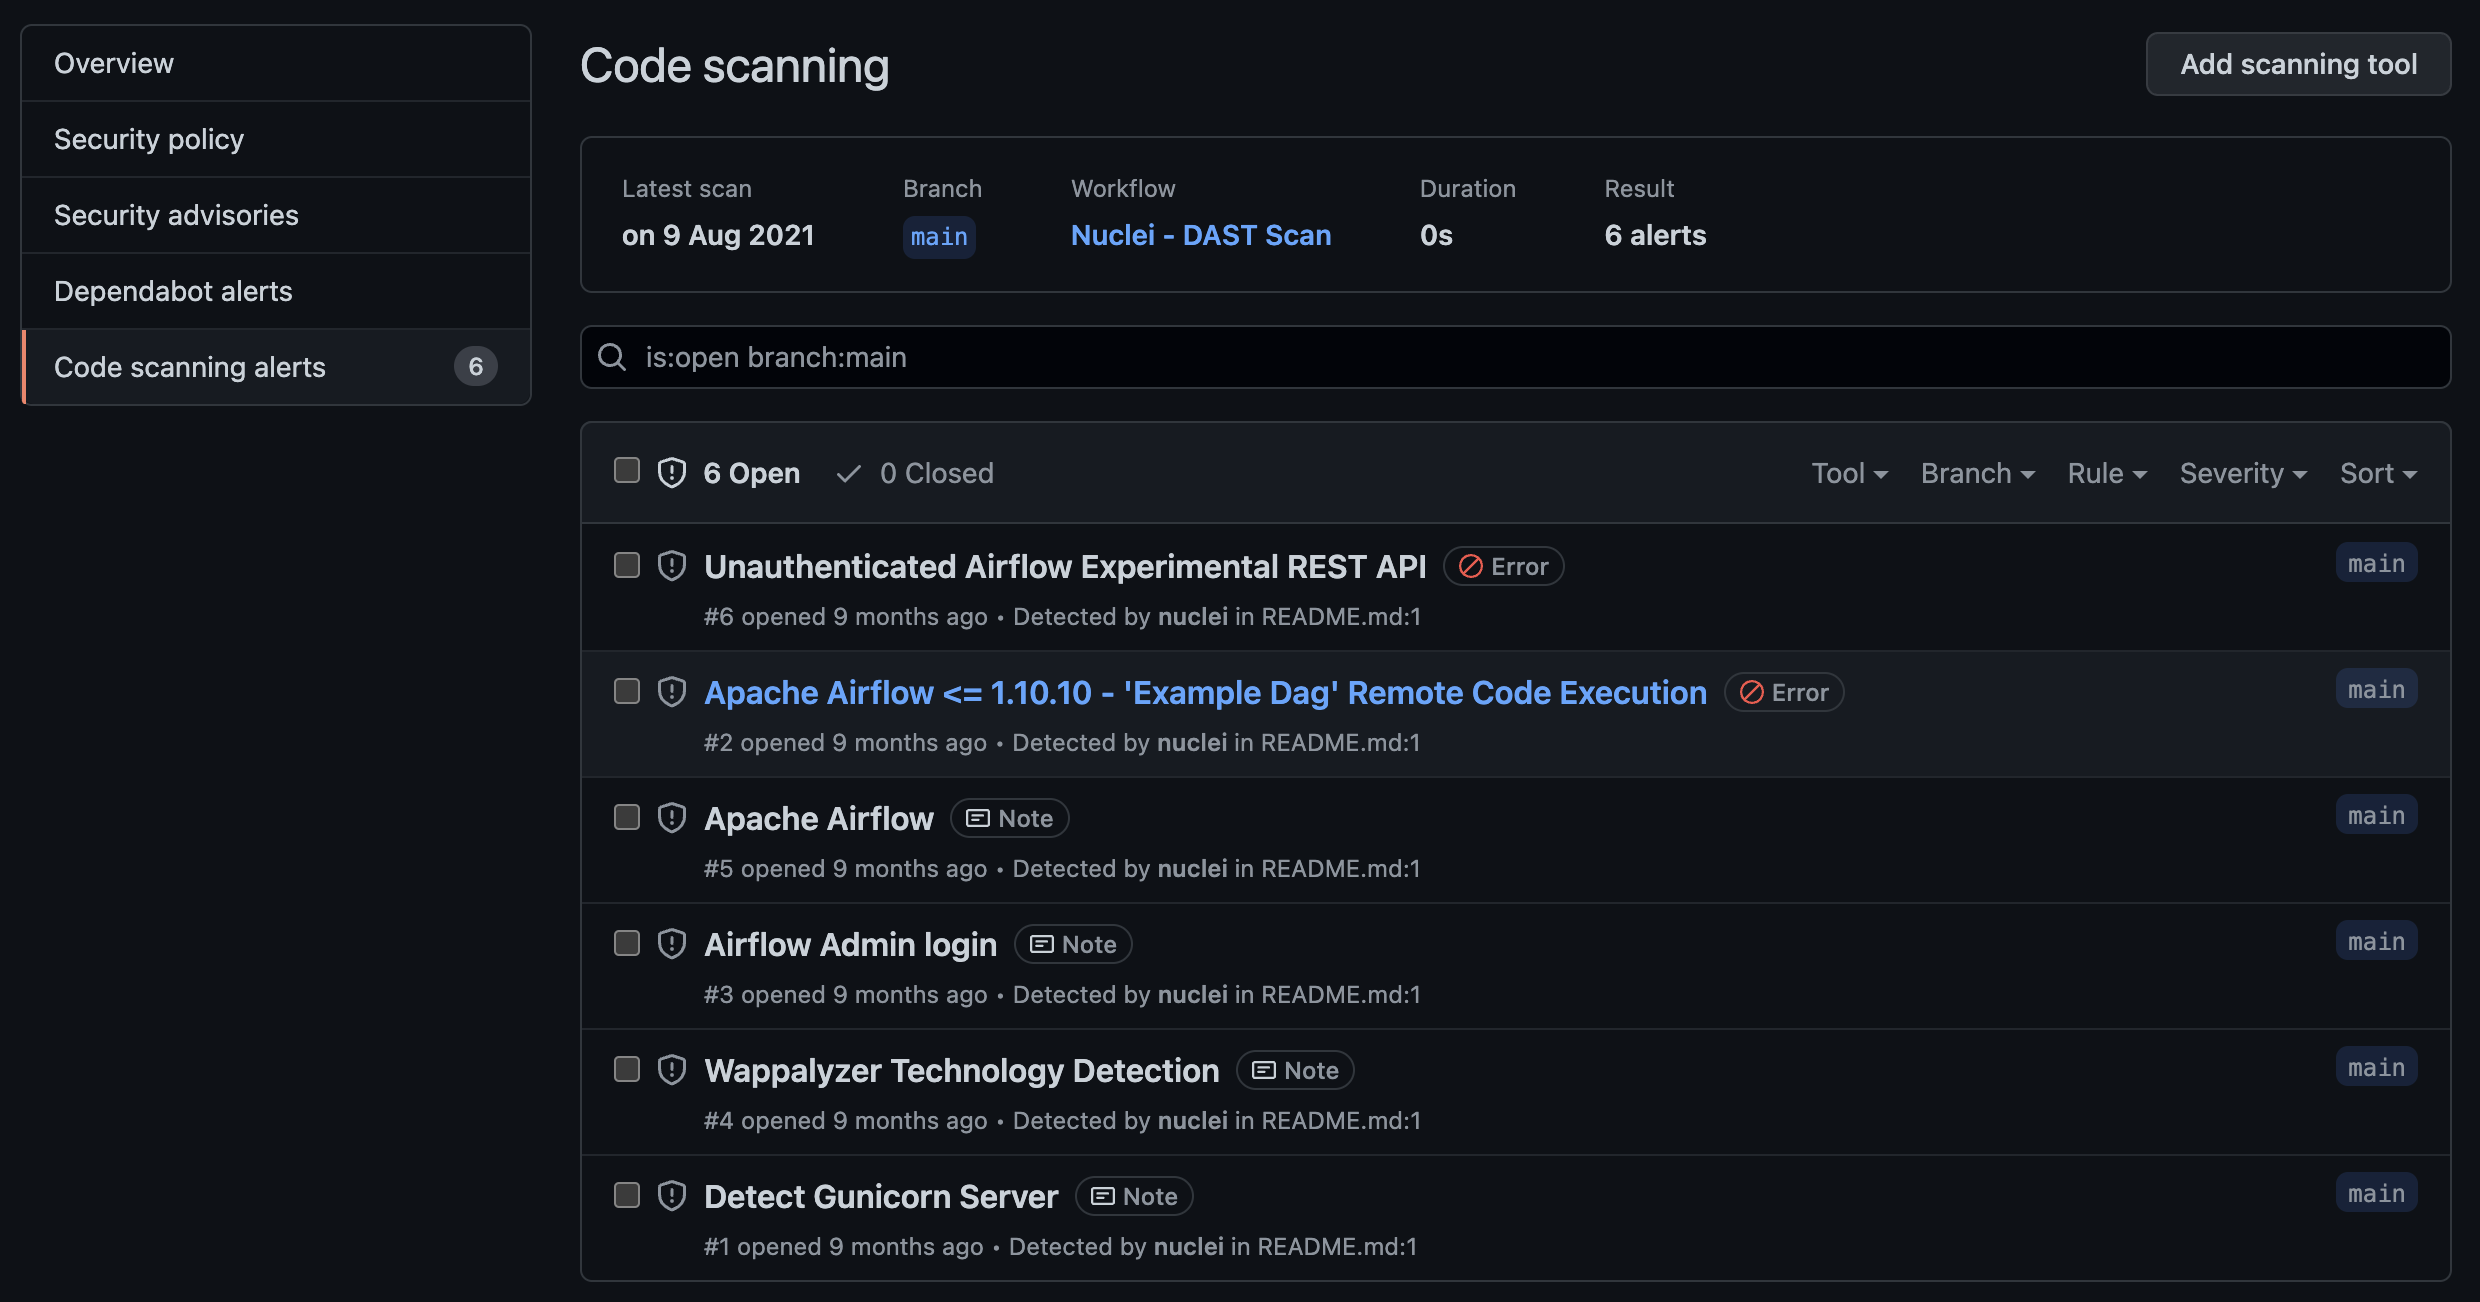 Overview
Security policy
Security advisories
Dependabot alerts
Code scanning alerts 6
Code scanning
Add scanning tool
Latest scan Branch Workflow Duration Result
on 9 Aug 2021 main Nuclei - DAST Scan 0s 6 alerts
is:open branch:main
6 Open 0 Closed Tool Branch Rule Severity Sort
Unauthenticated Airflow Experimental REST API Error main
#6 opened 9 months ago • Detected by nuclei in README.md:1
Apache Airflow <= 1.10.10 - 'Example Dag' Remote Code Execution Error main
#2 opened 9 months ago • Detected by nuclei in README.md:1
Apache Airflow Note main
#5 opened 9 months ago • Detected by nuclei in README.md:1
Airflow Admin login Note main
#3 opened 9 months ago • Detected by nuclei in README.md:1
Wappalyzer Technology Detection Note main
#4 opened 9 months ago • Detected by nuclei in README.md:1
Detect Gunicorn Server Note main
#1 opened 9 months ago • Detected by nuclei in README.md:1